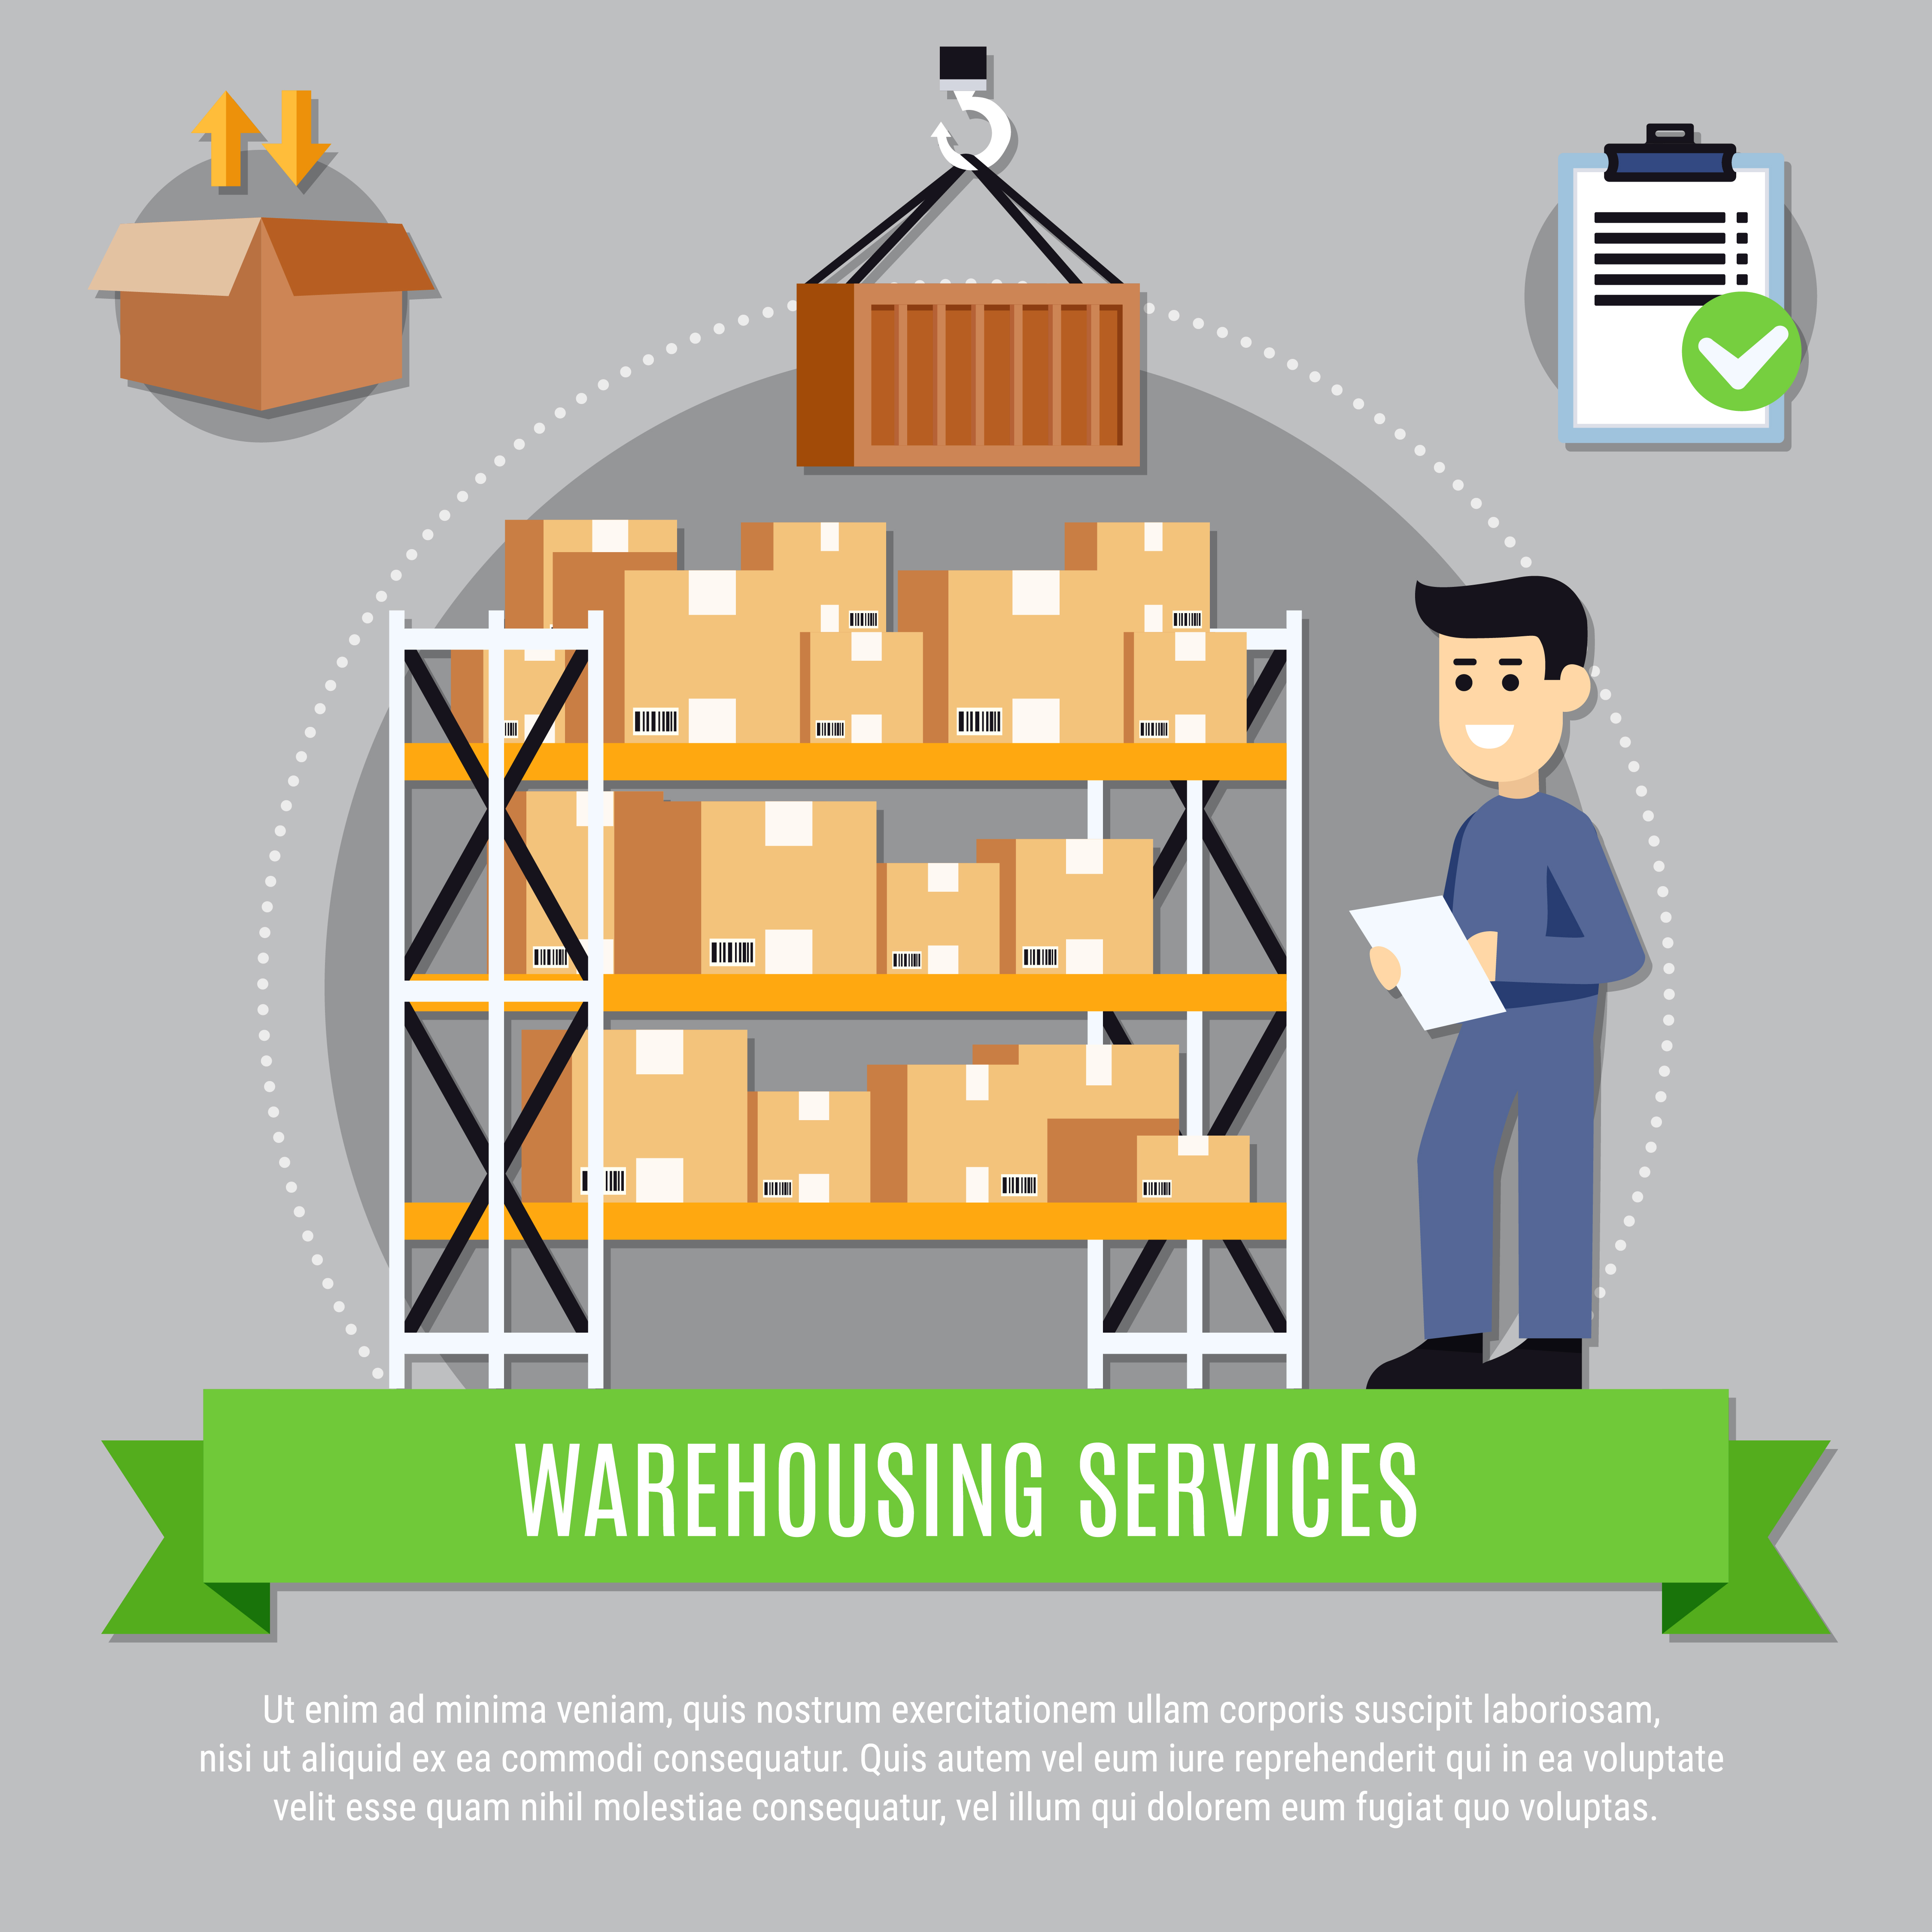 WAREHOUSING SERVICES
Ut enim ad minima veniam, quis nostrum exercitationem ullam corporis suscipit laboriosam,
nisi ut aliquid ex ea commodi consequatur. Quis autem vel eum iure reprehenderit qui in ea voluptate
velit esse quam nihil molestiae consequatur, vel illum qui dolorem eum fugiat quo voluptas.